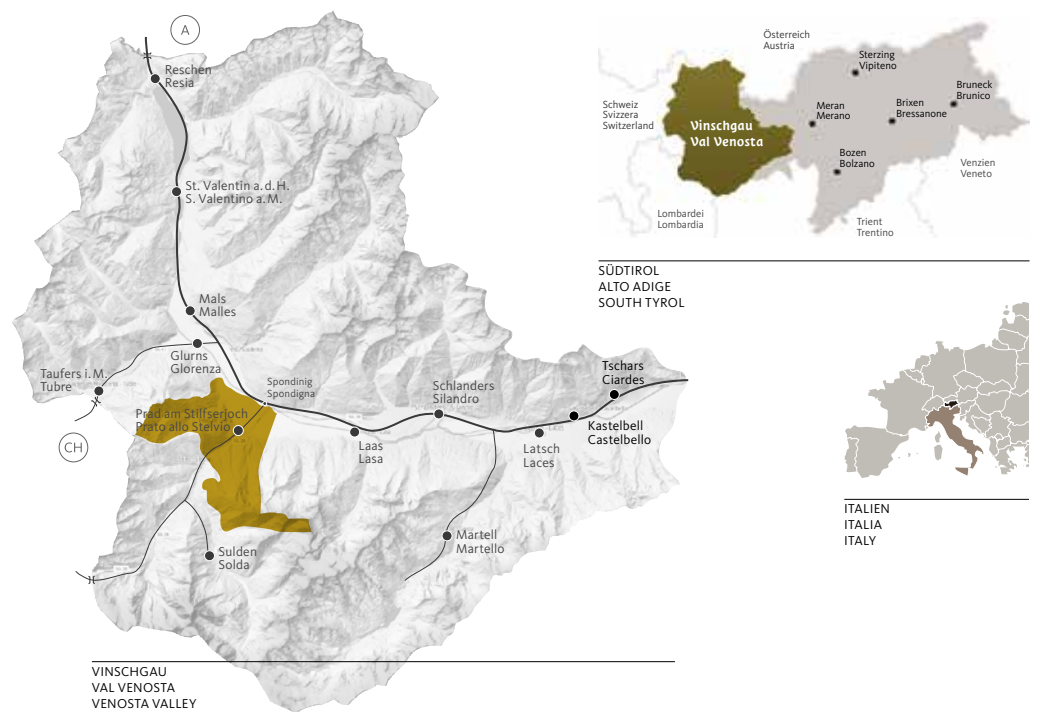 A
Reschen
Resia
St. Valentin a.d.H.
S. Valentino a.M.
Mals
Malles
Glurns
Glorenza
Taufers i.M.
Tubre
CH
Spondinig
Spondigna
Prad am Stilfserjoch
Prato allo Stelvio
Laas
Lasa
Schlanders
Silandro
Latsch
Laces
Kastelbell
Castelbello
Tschars
Ciardes
Martell
Martello
Sulden
Solda
VINSCHGAU
VAL VENOSTA
VENOSTA VALLEY
Österreich
Austria
Schweiz
Svizzera
Switzerland
Vinschgau
Val Venosta
Sterzing
Vipiteno
Meran
Merano
Brixen
Bressanone
Bruneck
Brunico
Bozen
Bolzano
Venzien
Veneto
Lombardei
Lombardia
Trient
Trentino
SÜDTIROL
ALTO ADIGE
SOUTH TYROL
ITALIEN
ITALIA
ITALY